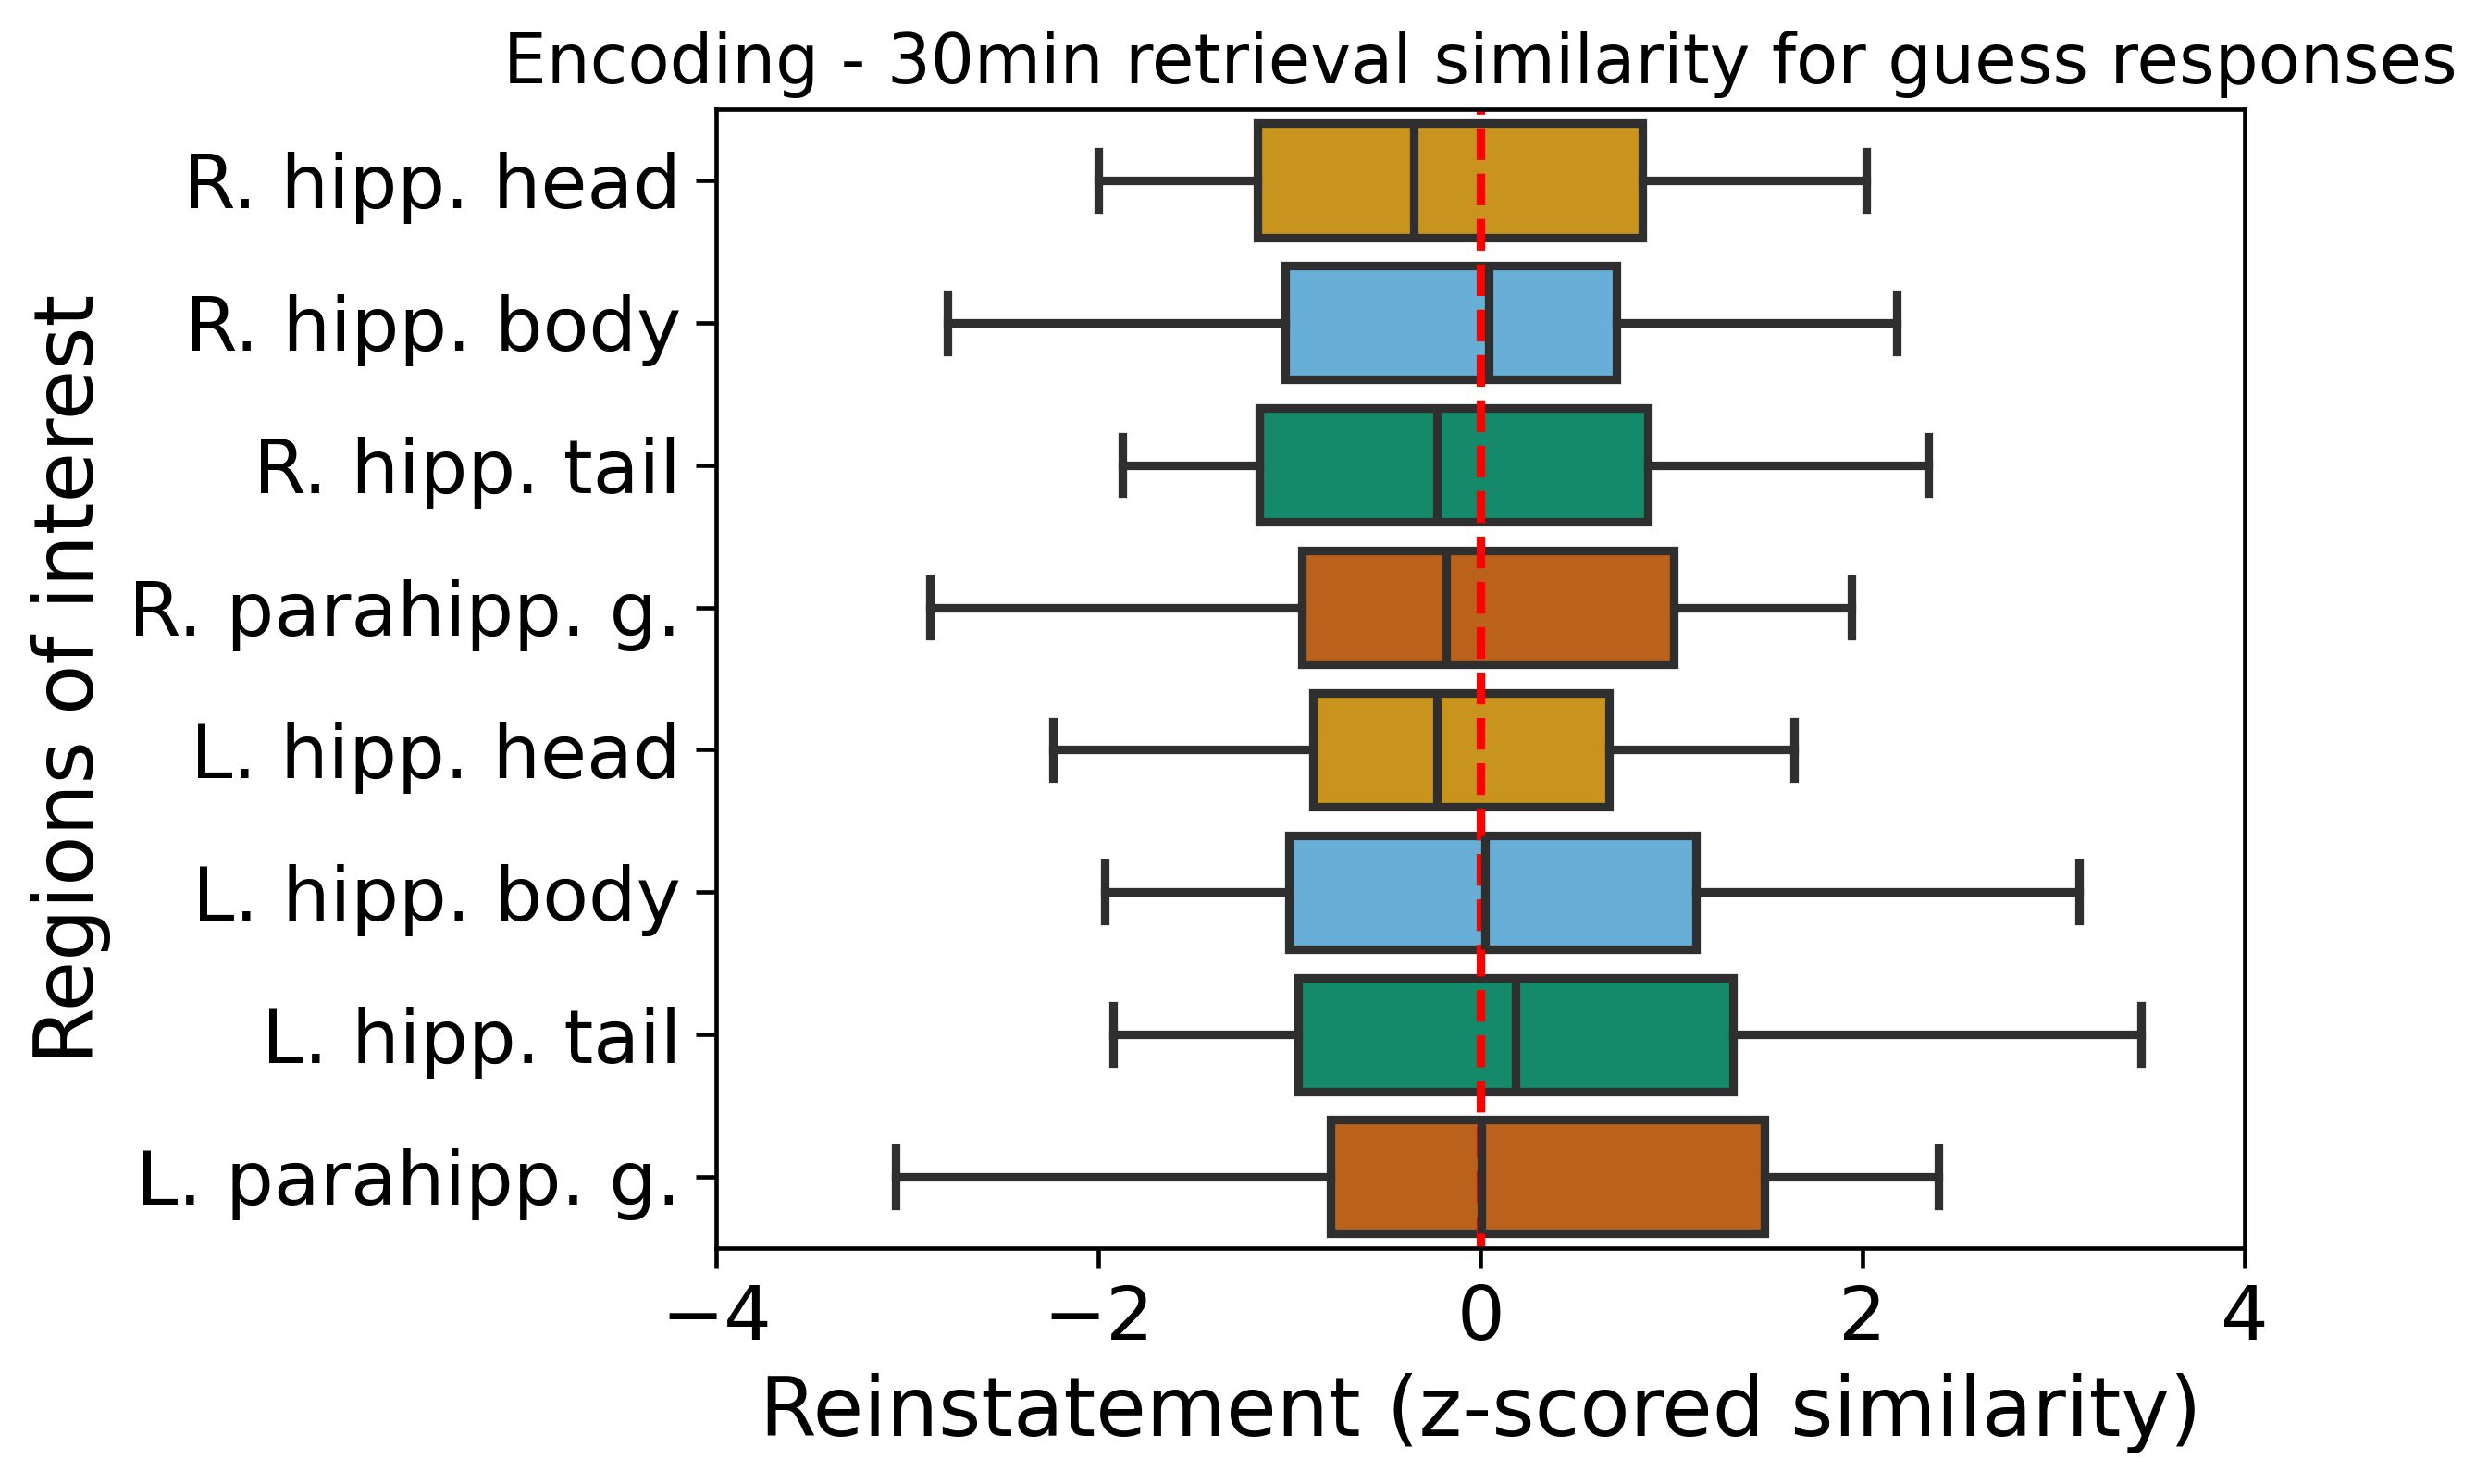 Encoding - 30min retrieval similarity for guess responses
Regions of interest
R. hipp. head
R. hipp. body
R. hipp. tail
R. parahipp. g.
L. hipp. head
L. hipp. body
L. hipp. tail
L. parahipp. g.
−4 −2 0 2 4
Reinstatement (z-scored similarity)